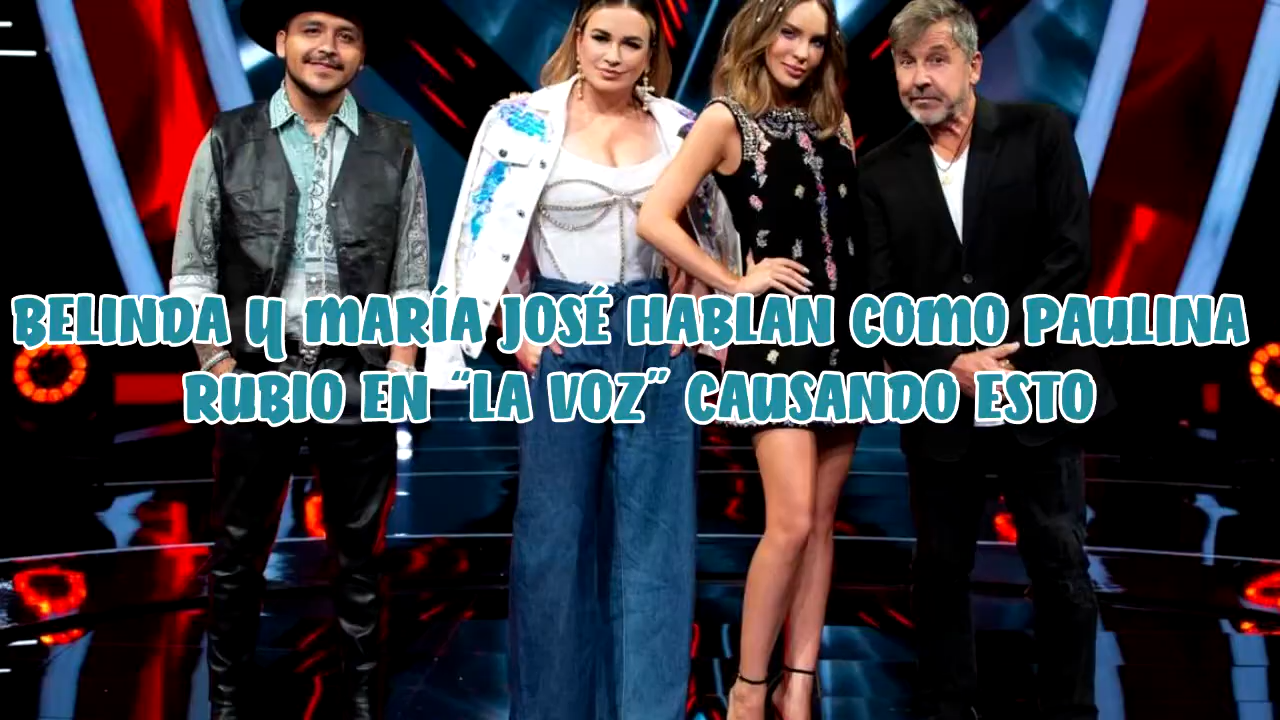 BELINDA y MARÍA JOSÉ HABLAN COMO PAULINA
RUBIO EN “LA VOZ” CAUSANDO ESTO